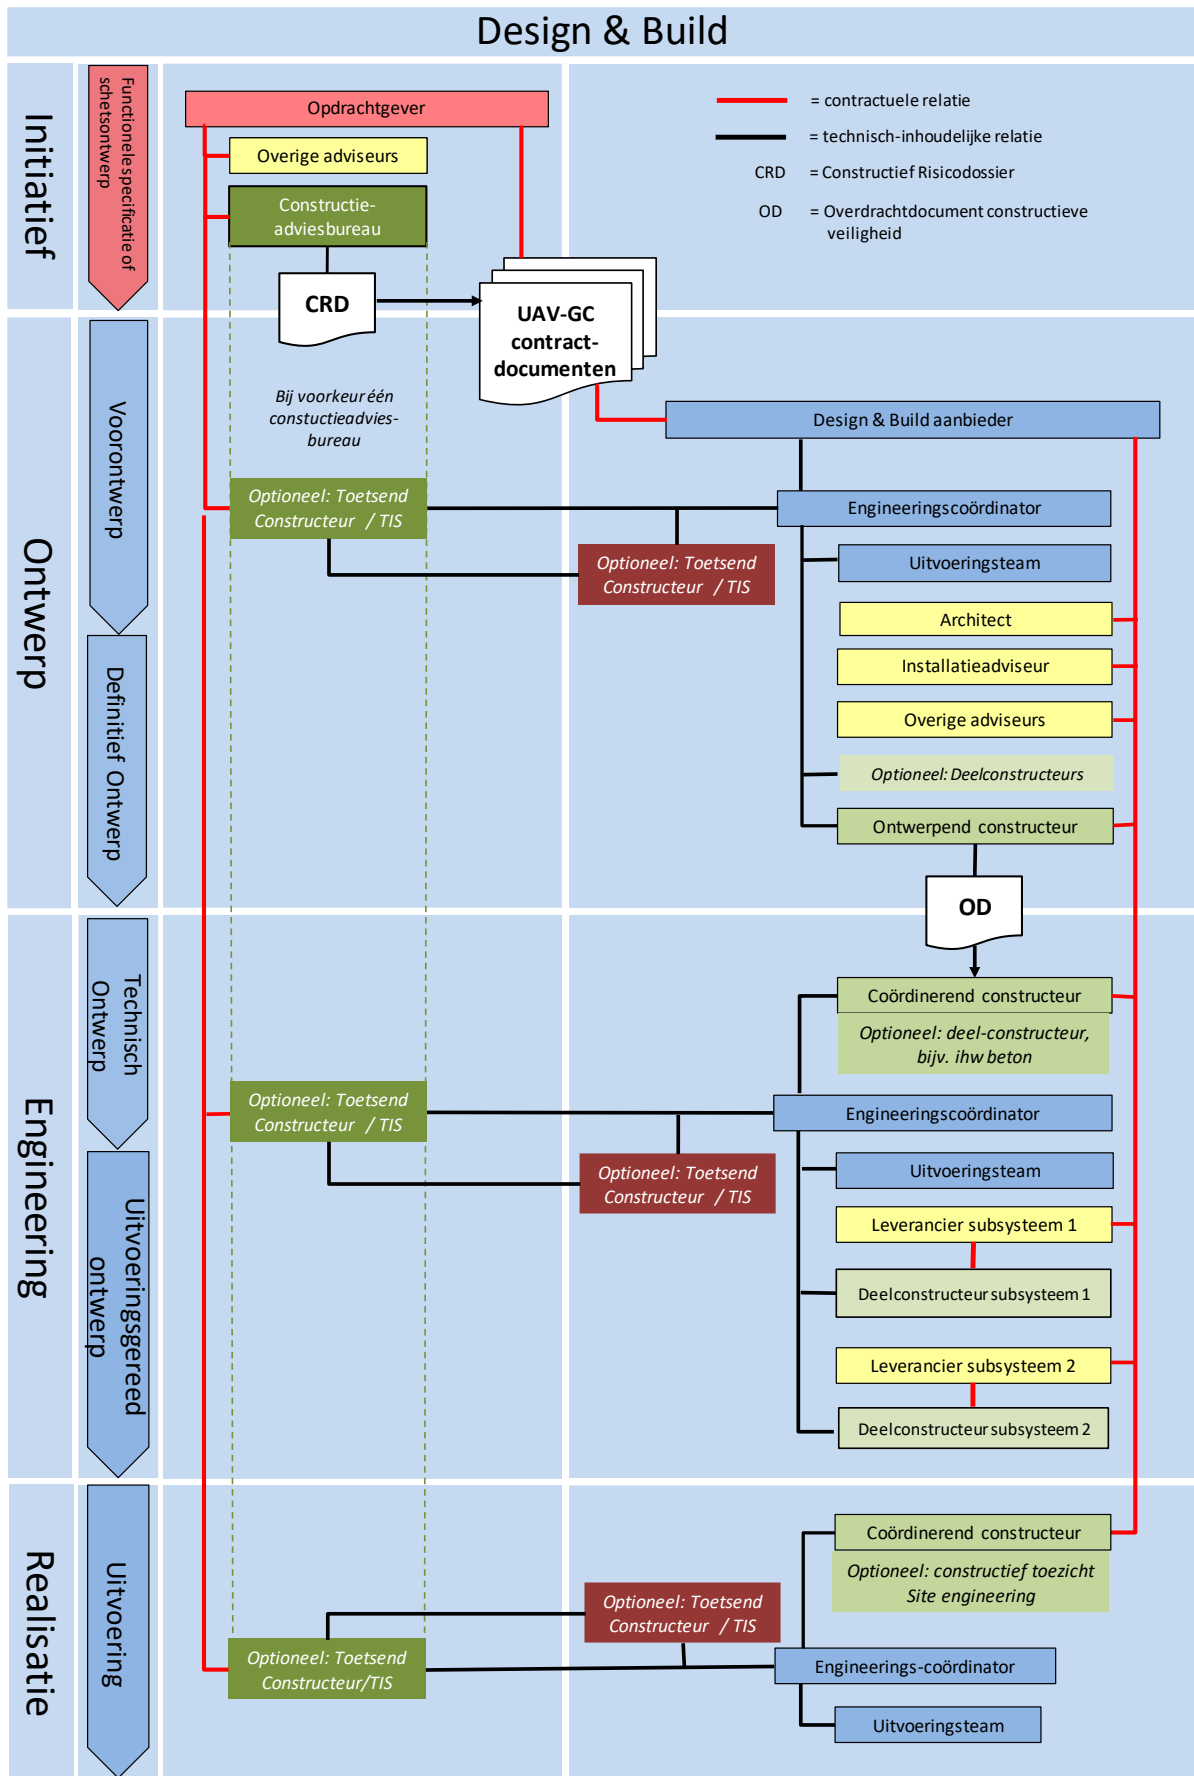 Design & Build
Initiatief
Functionele specificatie of
schetsontwerp
Opdrachtgever
Overige adviseurs
Constructie-
adviesbureau
CRD
UAV-GC
contract-
documenten
= contractuele relatie
= technisch-inhoudelijke relatie
CRD = Constructief Risicodossier
OD = Overdrachtdocument constructieve
veiligheid
Ontwerp
Voorontwerp
Definitief Ontwerp
Bij voorkeur één
constuctieadvies-
bureau
Design & Build aanbieder
Optioneel: Toetsend
Constructeur / TIS
Optioneel: Toetsend
Constructeur / TIS
Engineeringscoördinator
Uitvoeringsteam
Architect
Installatieadviseur
Overige adviseurs
Optioneel: Deelconstructeurs
Ontwerpend constructeur
OD
Engineering
Technisch
Ontwerp
Uitvoeringsgereed
ontwerp
Coördinerend constructeur
Optioneel: deel-constructeur,
bijv. ihw beton
Optioneel: Toetsend
Constructeur / TIS
Optioneel: Toetsend
Constructeur / TIS
Engineeringscoördinator
Uitvoeringsteam
Leverancier subsysteem 1
Deelconstructeur subsysteem 1
Leverancier subsysteem 2
Deelconstructeur subsysteem 2
Realisatie
Uitvoering
Coördinerend constructeur
Optioneel: constructief toezicht
Site engineering
Optioneel: Toetsend
Constructeur / TIS
Optioneel: Toetsend
Constructeur/TIS
Engineerings-coördinator
Uitvoeringsteam